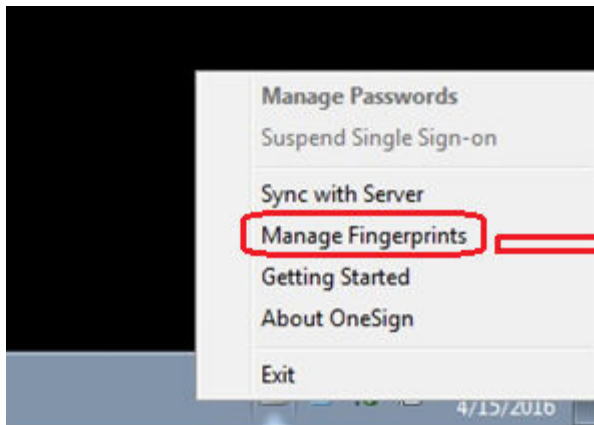 Manage Passwords
Suspend Single Sign-on
Sync with Server
Manage Fingerprints
Getting Started
About OneSign
Exit
4/15/2016